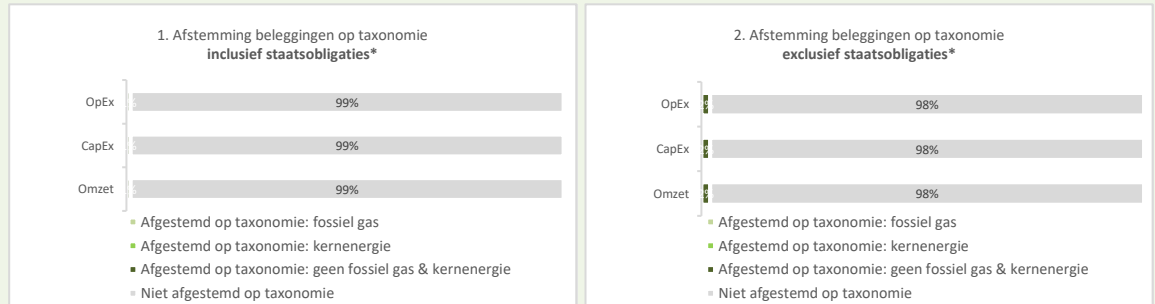 1. Afstemming beleggingen op taxonomie
inclusief staatsobligaties*
OpEx
99%
CapEx
99%
Omzet
99%
Afgestemd op taxonomie: fossiel gas
Afgestemd op taxonomie: kernenergie
Afgestemd op taxonomie: geen fossiel gas & kernenergie
Niet afgestemd op taxonomie
2. Afstemming beleggingen op taxonomie
exclusief staatsobligaties*
OpEx
98%
CapEx
98%
Omzet
98%
Afgestemd op taxonomie: fossiel gas
Afgestemd op taxonomie: kernenergie
Afgestemd op taxonomie: geen fossiel gas & kernenergie
Niet afgestemd op taxonomie